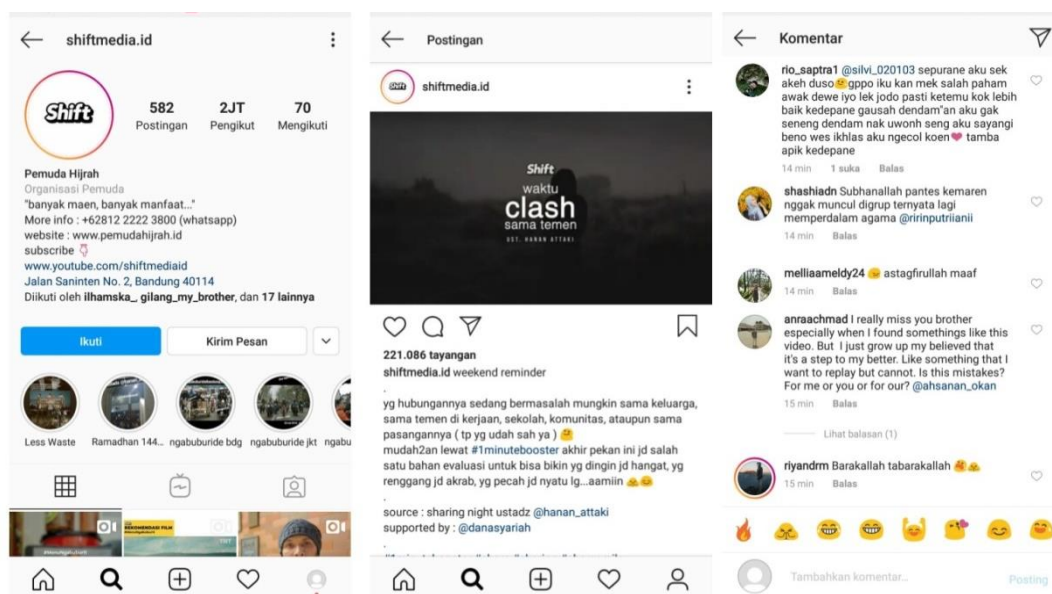 shiftmedia.id
Shift
582
2JT
70
Postingan
Pengikut
Mengikuti
Pemuda Hijrah
Organisasi Pemuda
"banyak maen, banyak manfaat..."
More info : +62812 2222 3800 (whatsapp)
website : www.pemudahijrah.id
subscribe
www.youtube.com/shiftmediaid
Jalan Saninten No. 2, Bandung 40114
Diikuti oleh ilhamska_, gilang_my_brother, dan 17 lainnya
Ikuti
Kirim Pesan
Less Waste
Ramadhan 144...
ngabuburide bdg
ngabuburide jkt
ngabu
REKOMENDASI FILM
Postingan
Shift
shiftmedia.id
Shift
waktu
clash
sama temen
UST. HANAN ATTAKI
221.086 tayangan
shiftmedia.id weekend reminder
.
yg hubungannya sedang bermasalah mungkin sama keluarga,
sama temen di kerjaan, sekolah, komunitas, ataupun sama
pasangannya ( tp yg udah sah ya ) 
mudah2an lewat #1minutebooster akhir pekan ini jd salah
satu bahan evaluasi untuk bisa bikin yg dingin jd hangat, yg
renggang jd akrab, yg pecah jd nyatu lg...aamiin
.
source : sharing night ustadz @hanan_attaki
supported by : @danasyariah
.
Komentar
rio_saptra1 @silvi_020103 sepurane aku sek
akeh duso gppo iku kan mek salah paham
awak dewe iyo lek jodo pasti ketemu kok lebih
baik kedepane gausah dendam"an aku gak
seneng dendam nak uwonh seng aku sayangi
beno wes ikhlas aku ngecol koen tamba
apik kedepane
14 min 1 suka Balas
shashiadn Subhanallah pantes kemaren
nggak muncul digrup ternyata lagi
memperdalam agama @ririnputriianii
14 min Balas
melliaameldy24 astagfirullah maaf
14 min Balas
anraachmad I really miss you brother
especially when I found somethings like this
video. But I just grow up my believed that
it's a step to my better. Like something that I
want to replay but cannot. Is this mistakes?
For me or you or for our? @ahsanan_okan
15 min Balas
Lihat balasan (1)
riyandrm Barakallah tabarakallah
15 min Balas
Tambahkan komentar..
Posting